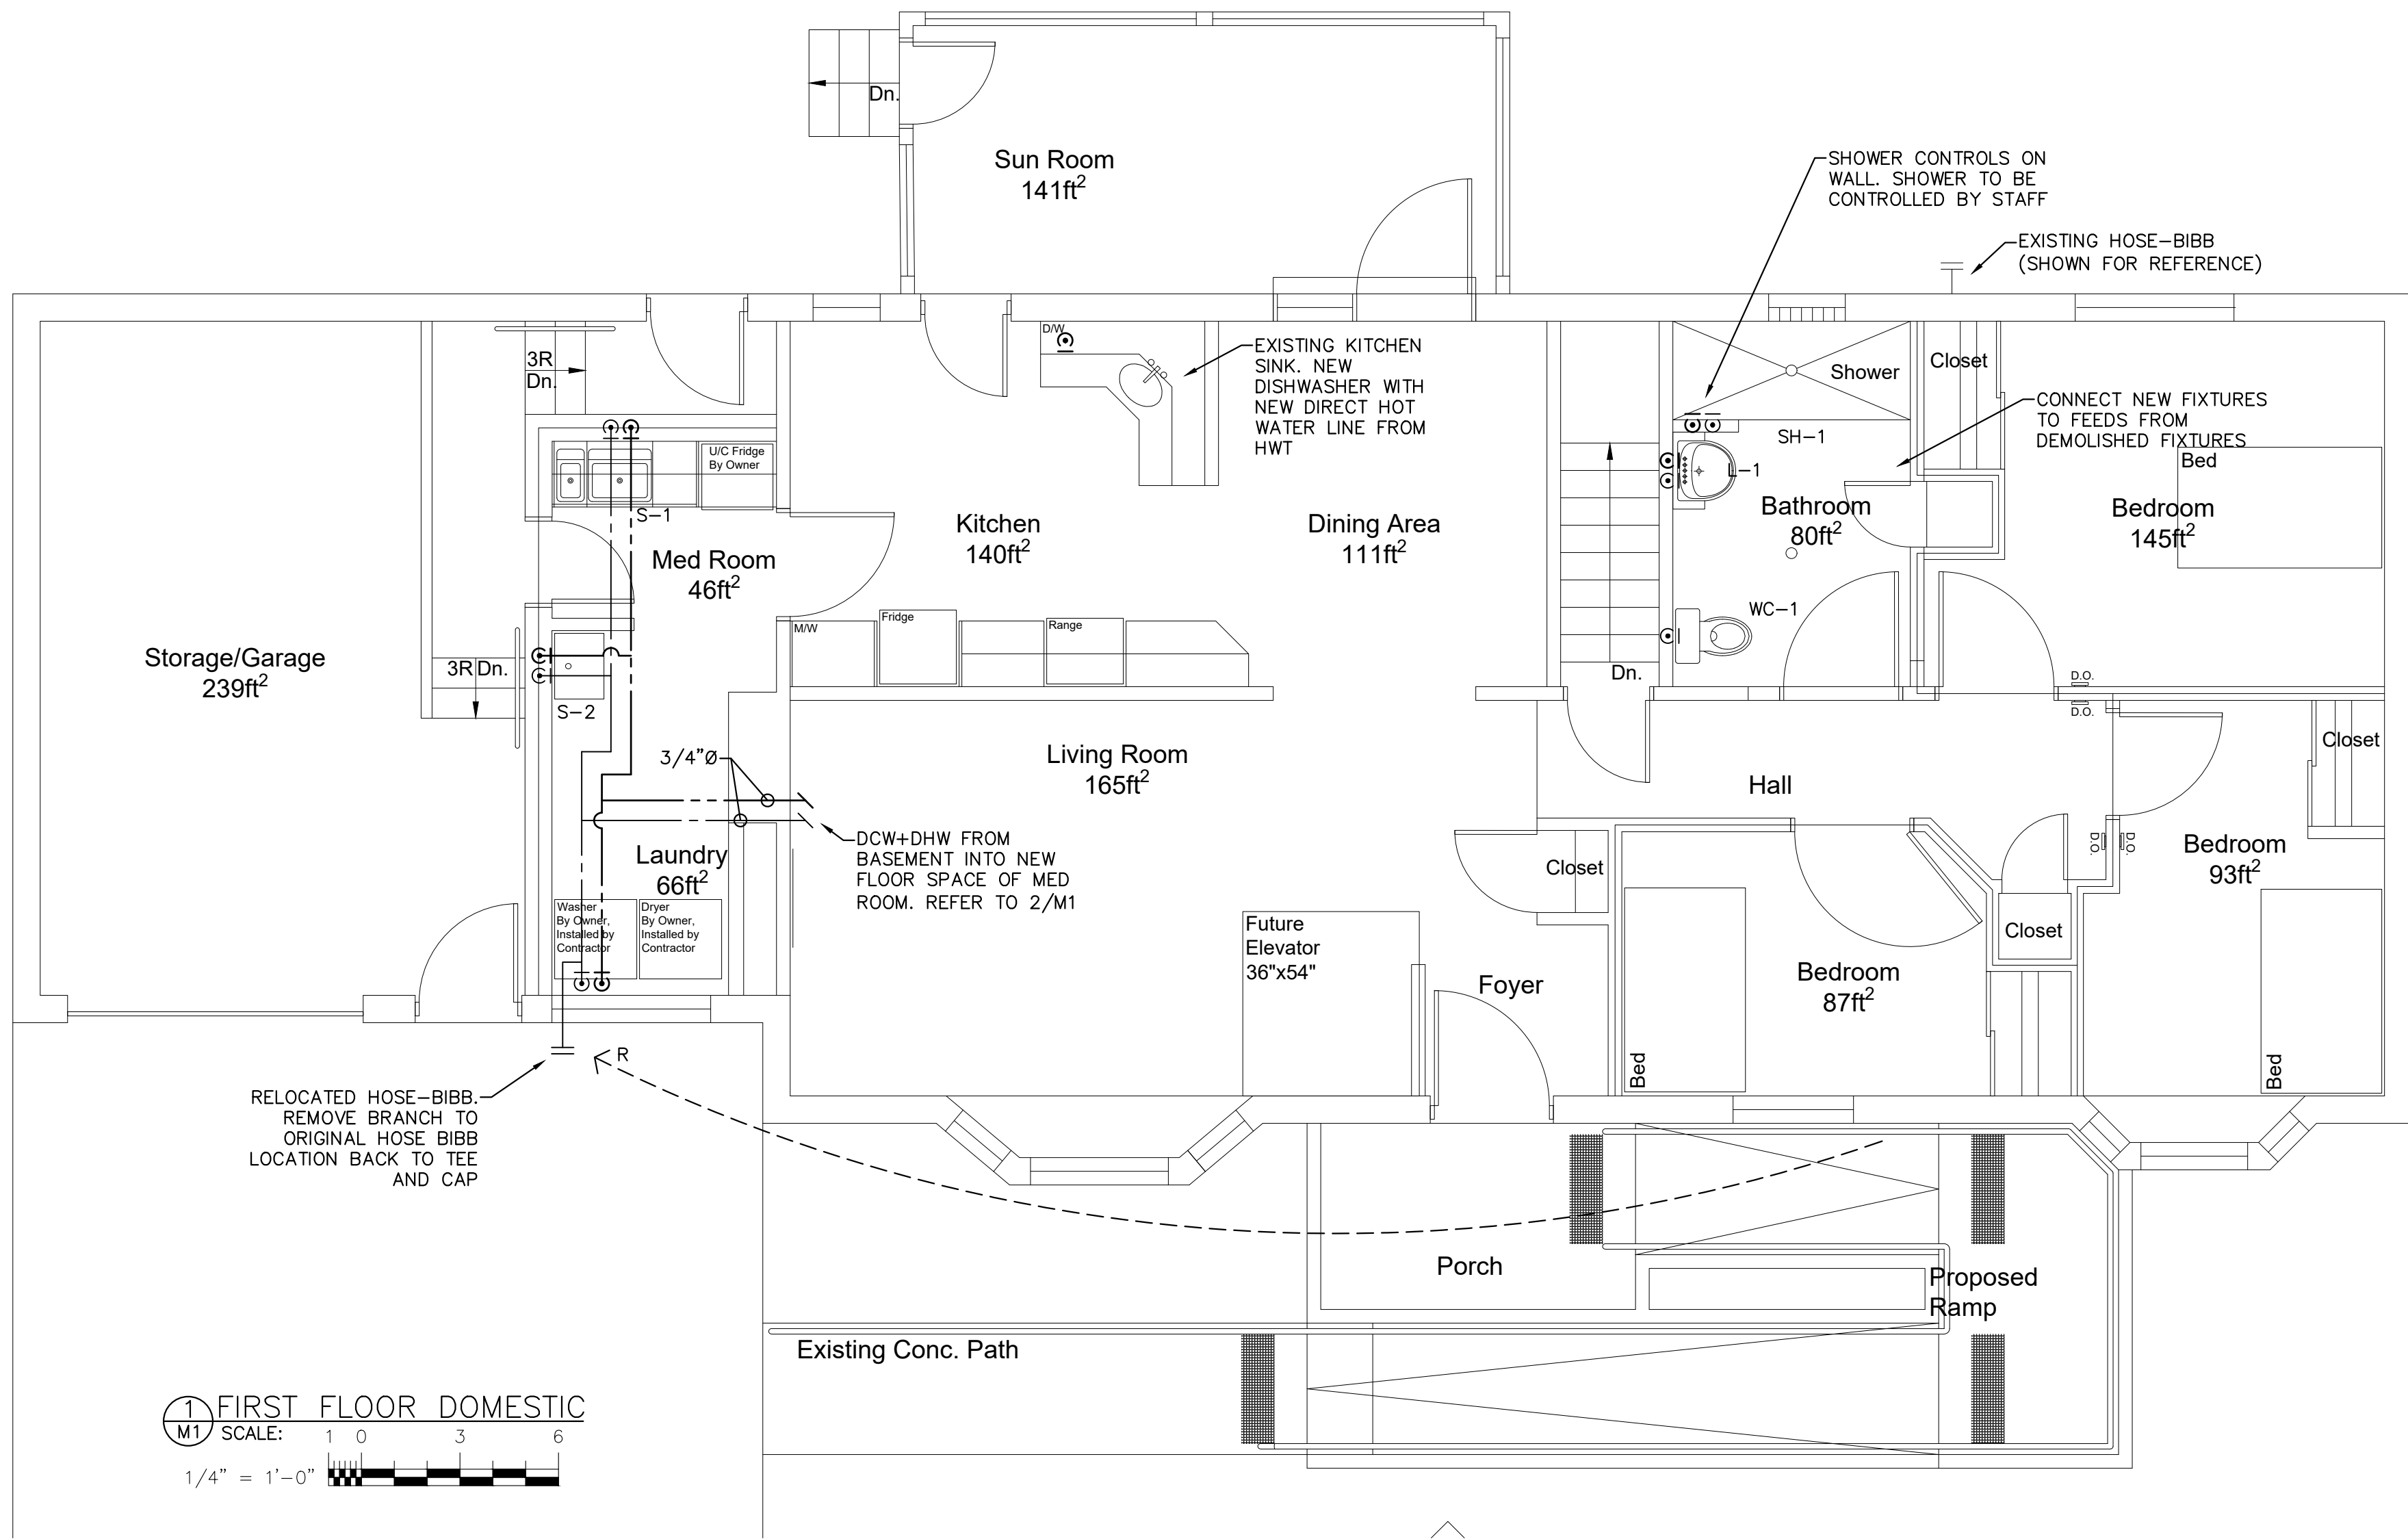 Dn.
Sun Room
141ft²
SHOWER CONTROLS ON
WALL. SHOWER TO BE
CONTROLLED BY STAFF
EXISTING HOSE-BIBB
(SHOWN FOR REFERENCE)
3R
Dn.
D/W
EXISTING KITCHEN
SINK. NEW
DISHWASHER WITH
NEW DIRECT HOT
WATER LINE FROM
HWT
Shower
Closet
CONNECT NEW FIXTURES
TO FEEDS FROM
DEMOLISHED FIXTURES
SH-1
L-1
Bed
U/C Fridge
By Owner
S-1
Kitchen
140ft²
Dining Area
111ft²
Bathroom
80ft²
Bedroom
145ft²
Med Room
46ft²
WC-1
M/W
Fridge
Range
Storage/Garage
239ft²
3R Dn.
S-2
Dn.
D.O.
D.O.
3/4"Ø
Living Room
165ft²
Hall
Closet
D.O.
D.O.
Bedroom
93ft²
DCW+DHW FROM
BASEMENT INTO NEW
FLOOR SPACE OF MED
ROOM. REFER TO 2/M1
Laundry
66ft²
Closet
Washer
By Owner,
Installed by
Contractor
Dryer
By Owner,
Installed by
Contractor
Future
Elevator
36"x54"
Foyer
Closet
Bedroom
87ft²
Bed
Bed
R
RELOCATED HOSE-BIBB.
REMOVE BRANCH TO
ORIGINAL HOSE BIBB
LOCATION BACK TO TEE
AND CAP
Porch
Proposed
Ramp
Existing Conc. Path
1
M1
FIRST FLOOR DOMESTIC
SCALE:
1 0 3 6
1/4" = 1'-0"